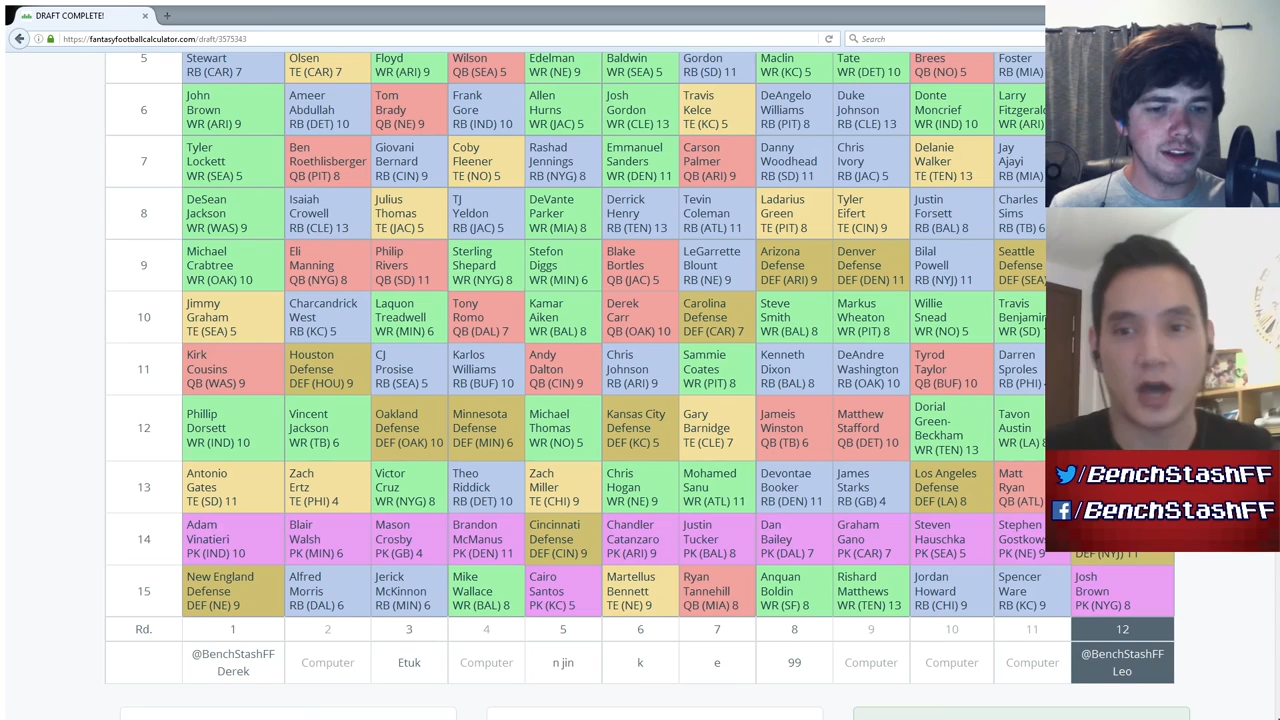 DRAFT COMPLETE!
https://fantasyfootballcalculator.com/draft/3575343
Search
5 Stewart RB (CAR) 7 Olsen TE (CAR) 7 Floyd WR (ARI) 9 Wilson QB (SEA) 5 Edelman WR (NE) 9 Baldwin WR (SEA) 5 Gordon RB (SD) 11 Maclin WR (KC) 5 Tate WR (DET) 10 Brees QB (NO) 5 Foster RB (MIA)
6 John Brown WR (ARI) 9 Ameer Abdullah RB (DET) 10 Tom Brady QB (NE) 9 Frank Gore RB (IND) 10 Allen Hurns WR (JAC) 5 Josh Gordon WR (CLE) 13 Travis Kelce TE (KC) 5 DeAngelo Williams RB (PIT) 8 Duke Johnson RB (CLE) 13 Donte Moncrief WR (IND) 10 Larry Fitzgeral WR (ARI)
7 Tyler Lockett WR (SEA) 5 Ben Roethlisberger QB (PIT) 8 Giovani Bernard RB (CIN) 9 Coby Fleener TE (NO) 5 Rashad Jennings RB (NYG) 8 Emmanuel Sanders WR (DEN) 11 Carson Palmer QB (ARI) 9 Danny Woodhead RB (SD) 11 Chris Ivory RB (JAC) 5 Delanie Walker TE (TEN) 13 Jay Ajayi RB (MIA)
8 DeSean Jackson WR (WAS) 9 Isaiah Crowell RB (CLE) 13 Julius Thomas TE (JAC) 5 TJ Yeldon RB (JAC) 5 DeVante Parker WR (MIA) 8 Derrick Henry RB (TEN) 13 Tevin Coleman RB (ATL) 11 Ladarius Green TE (PIT) 8 Tyler Eifert TE (CIN) 9 Justin Forsett RB (BAL) 8 Charles Sims RB (TB) 6
9 Michael Crabtree WR (OAK) 10 Eli Manning QB (NYG) 8 Philip Rivers QB (SD) 11 Sterling Shepard WR (NYG) 8 Stefon Diggs WR (MIN) 6 Blake Bortles QB (JAC) 5 LeGarrette Blount RB (NE) 9 Arizona Defense DEF (ARI) 9 Denver Defense DEF (DEN) 11 Bilal Powell RB (NYJ) 11 Seattle Defense DEF (SEA
10 Jimmy Graham TE (SEA) 5 Charcandrick West RB (KC) 5 Laquon Treadwell WR (MIN) 6 Tony Romo QB (DAL) 7 Kamar Aiken WR (BAL) 8 Derek Carr QB (OAK) 10 Carolina Defense DEF (CAR) 7 Steve Smith WR (BAL) 8 Markus Wheaton WR (PIT) 8 Willie Snead WR (NO) 5 Travis Benjamin WR (SD)
11 Kirk Cousins QB (WAS) 9 Houston Defense DEF (HOU) 9 CJ Prosise RB (SEA) 5 Karlos Williams RB (BUF) 10 Andy Dalton QB (CIN) 9 Chris Johnson RB (ARI) 9 Sammie Coates WR (PIT) 8 Kenneth Dixon RB (BAL) 8 DeAndre Washington RB (OAK) 10 Tyrod Taylor QB (BUF) 10 Darren Sproles RB (PHI)
12 Phillip Dorsett WR (IND) 10 Vincent Jackson WR (TB) 6 Oakland Defense DEF (OAK) 10 Minnesota Defense DEF (MIN) 6 Michael Thomas WR (NO) 5 Kansas City Defense DEF (KC) 5 Gary Barnidge TE (CLE) 7 Jameis Winston QB (TB) 6 Matthew Stafford QB (DET) 10 Dorial Green-Beckham WR (TEN) 13 Tavon Austin WR (LA) 8
13 Antonio Gates TE (SD) 11 Zach Ertz TE (PHI) 4 Victor Cruz WR (NYG) 8 Theo Riddick RB (DET) 10 Zach Miller TE (CHI) 9 Chris Hogan WR (NE) 9 Mohamed Sanu WR (ATL) 11 Devontae Booker RB (DEN) 11 James Starks RB (GB) 4 Los Angeles Defense DEF (LA) 8 Matt Ryan QB (ATL)
14 Adam Vinatieri PK (IND) 10 Blair Walsh PK (MIN) 6 Mason Crosby PK (GB) 4 Brandon McManus PK (DEN) 11 Cincinnati Defense DEF (CIN) 9 Chandler Catanzaro PK (ARI) 9 Justin Tucker PK (BAL) 8 Dan Bailey PK (DAL) 7 Graham Gano PK (CAR) 7 Steven Hauschka PK (SEA) 5 Stephen Gostkows PK (NE) 9 DEF (NYJ) 11
15 New England Defense DEF (NE) 9 Alfred Morris RB (DAL) 6 Jerick McKinnon RB (MIN) 6 Mike Wallace WR (BAL) 8 Cairo Santos PK (KC) 5 Martellus Bennett TE (NE) 9 Ryan Tannehill QB (MIA) 8 Anquan Boldin WR (SF) 8 Rishard Matthews WR (TEN) 13 Jordan Howard RB (CHI) 9 Spencer Ware RB (KC) 9 Josh Brown PK (NYG) 8
Rd. 1 2 3 4 5 6 7 8 9 10 11 12
@BenchStashFF Derek Computer Etuk Computer n jin k e 99 Computer Computer Computer @BenchStashFF Leo
/BenchStashFF
/BenchStashFF